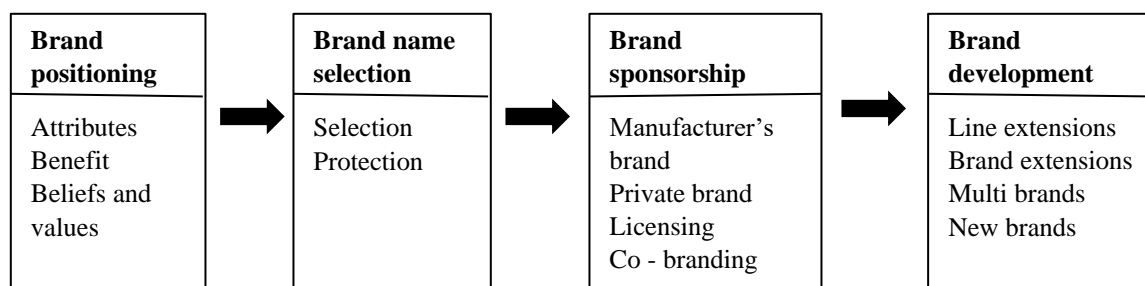 Brand
positioning
Attributes
Benefit
Beliefs and
values
Brand name
selection
Selection
Protection
Brand
sponsorship
Manufacturer’s
brand
Private brand
Licensing
Co - branding
Brand
development
Line extensions
Brand extensions
Multi brands
New brands